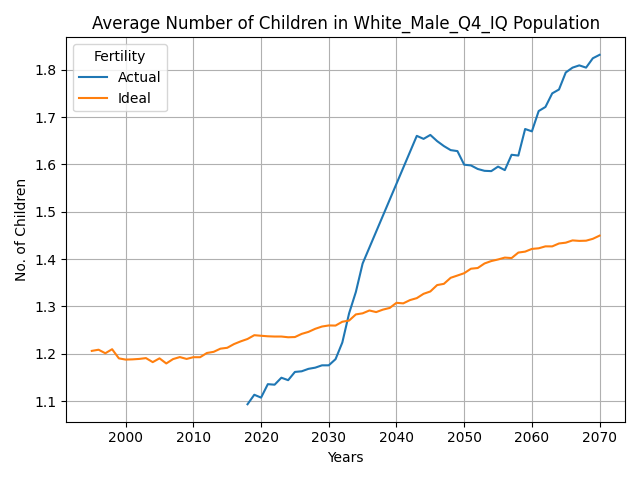 Average Number of Children in White_Male_Q4_IQ Population
Fertility
Actual
Ideal
No. of Children
1.8
1.7
1.6
1.5
1.4
1.3
1.2
1.1
2000 2010 2020 2030 2040 2050 2060 2070
Years